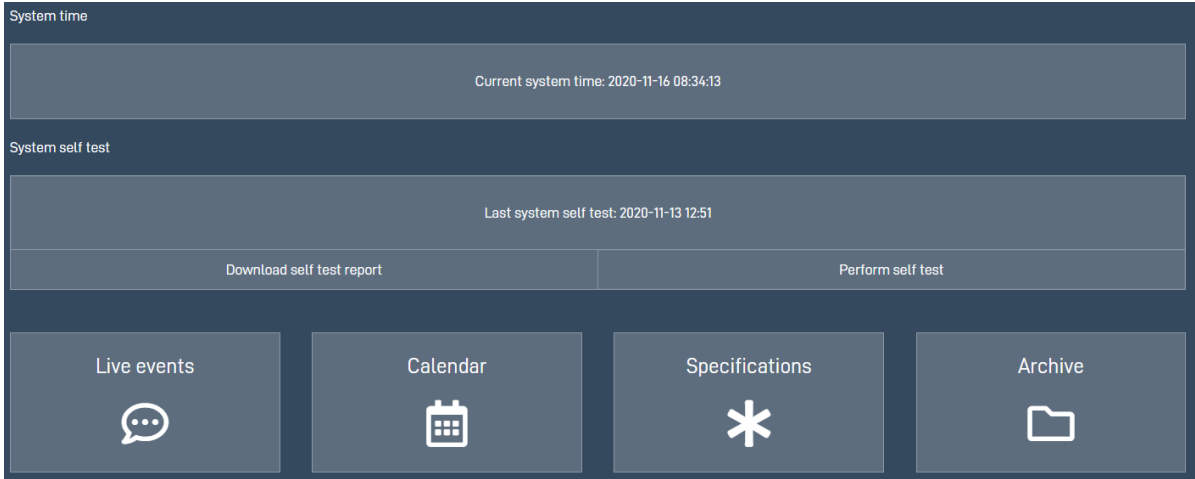 System time
Current system time: 2020-11-16 08:34:13
System self test
Last system self test: 2020-11-13 12:51
Download self test report
Perform self test
Live events
Calendar
Specifications
Archive